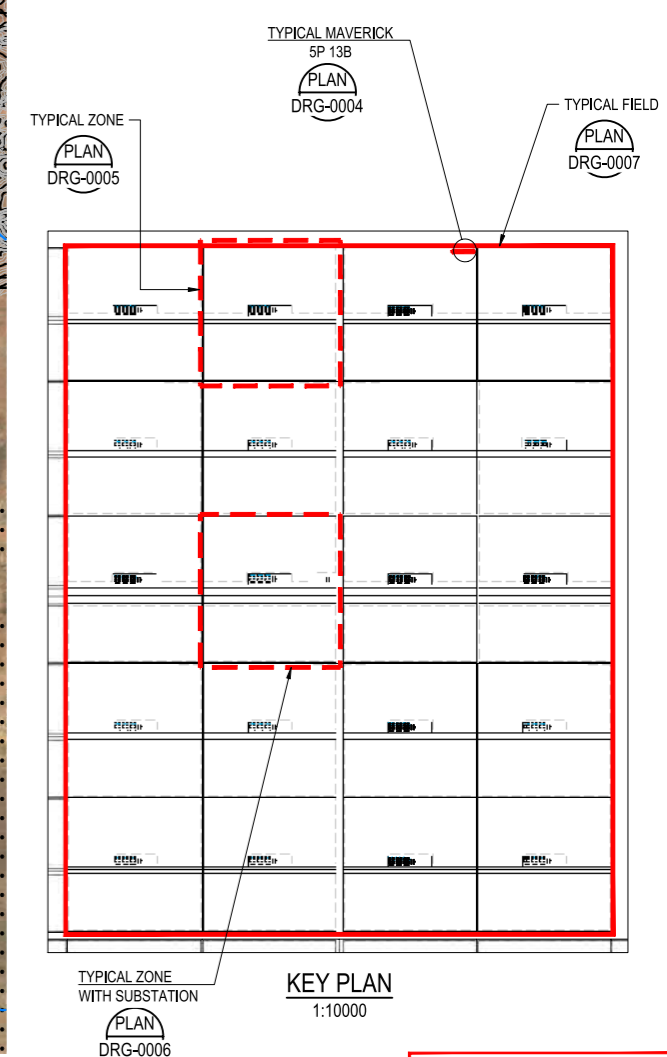 TYPICAL MAVERICK
5P 13B
PLAN
DRG-0004
TYPICAL FIELD
PLAN
DRG-0007
TYPICAL ZONE
PLAN
DRG-0005
TYPICAL ZONE
WITH SUBSTATION
PLAN
DRG-0006
KEY PLAN
1:10000